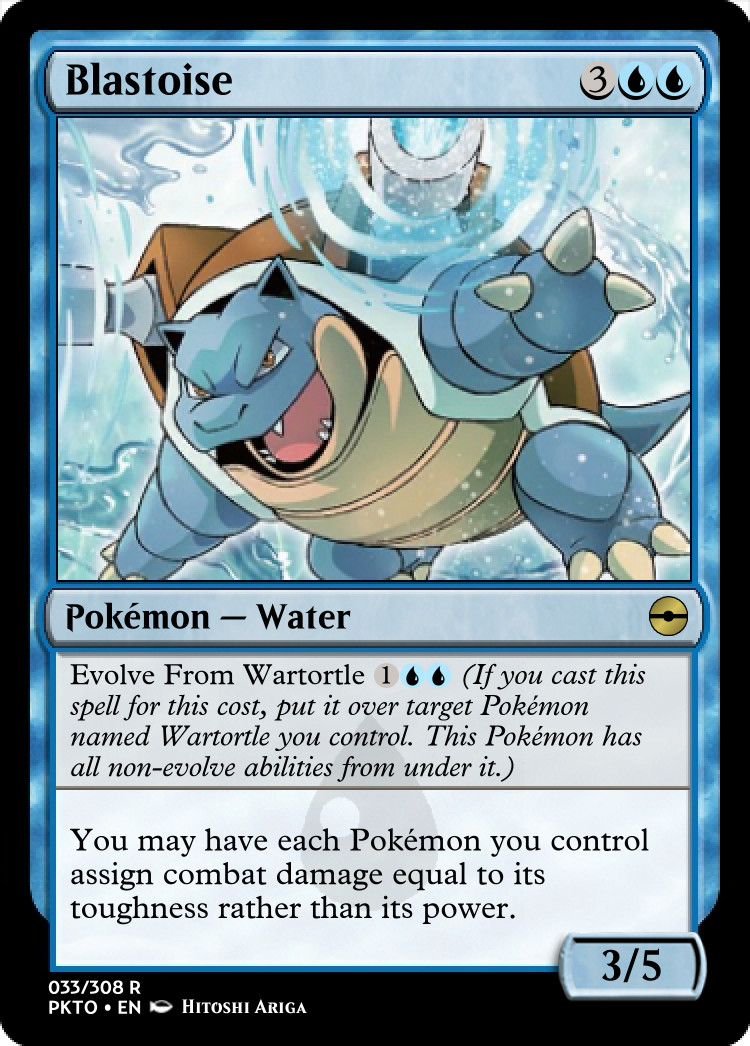 Blastoise 3
Pokémon — Water
Evolve From Wartortle 1 (If you cast this
spell for this cost, put it over target Pokémon
named Wartortle you control. This Pokémon has
all non-evolve abilities from under it.)
You may have each Pokémon you control
assign combat damage equal to its
toughness rather than its power.
3/5
033/308 R
PKTO • EN Hitoshi Ariga